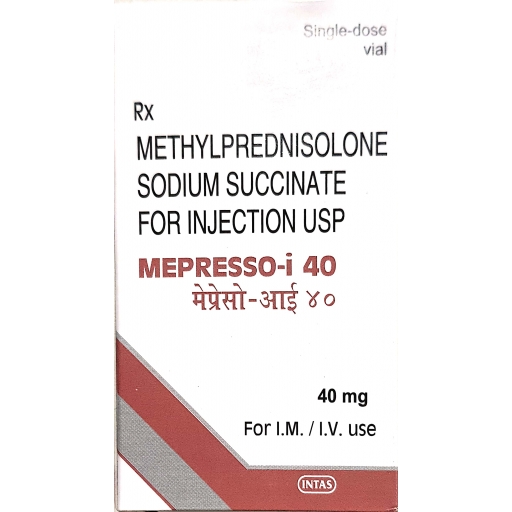 Single-dose
vial
Rx
METHYLPREDNISOLONE
SODIUM SUCCINATE
FOR INJECTION USP
MEPRESSO-i 40
मेप्रेसो-आई ४०
40 mg
For I.M. / I.V. use
INTAS